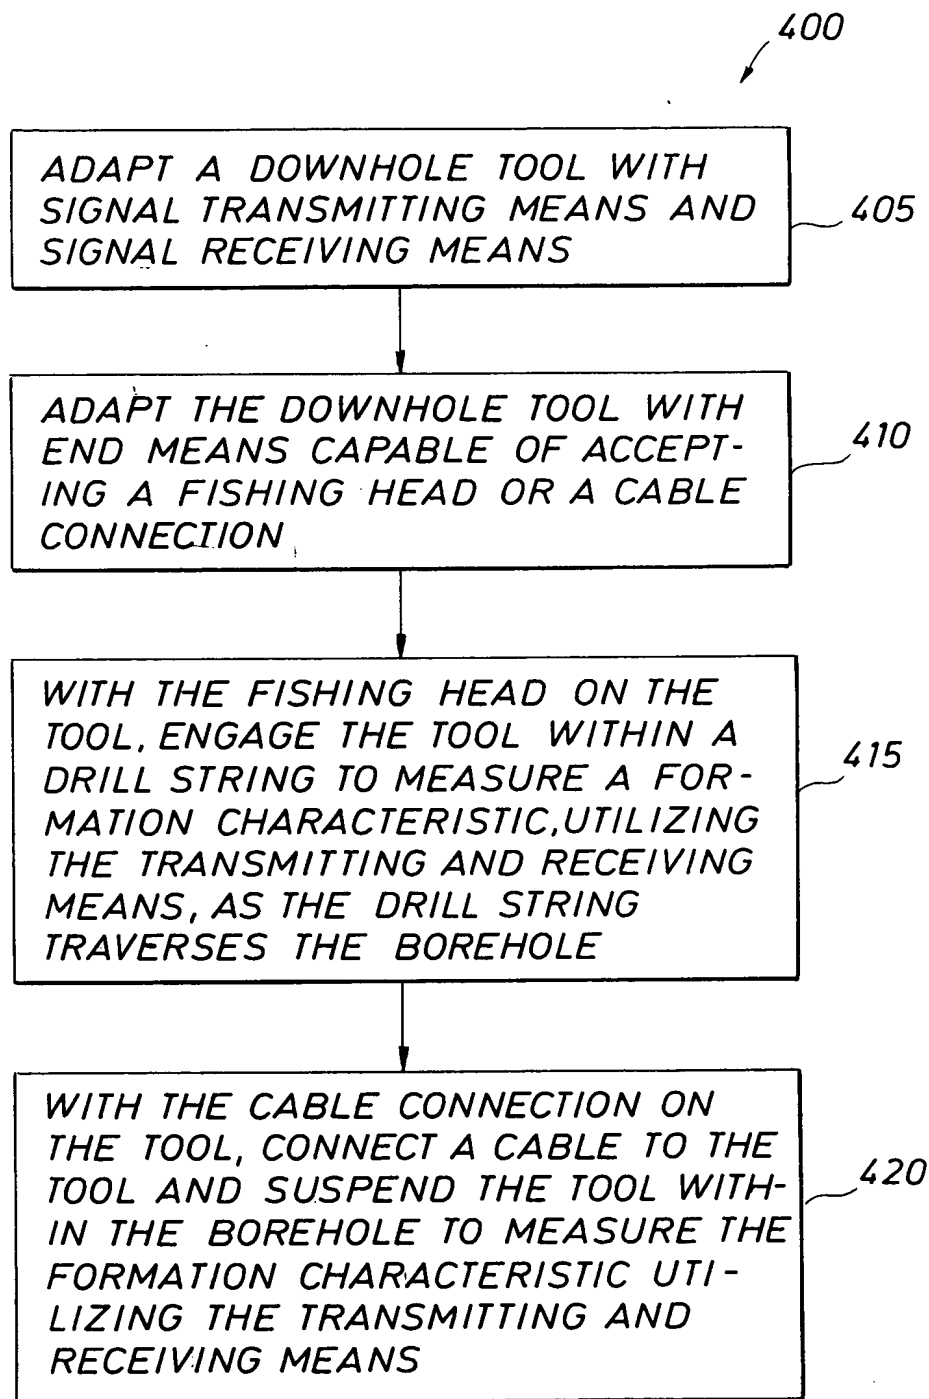 400
ADAPT A DOWNHOLE TOOL WITH
SIGNAL TRANSMITTING MEANS AND
SIGNAL RECEIVING MEANS
405
ADAPT THE DOWNHOLE TOOL WITH
END MEANS CAPABLE OF ACCEPT-
ING A FISHING HEAD OR A CABLE
CONNECTION
410
WITH THE FISHING HEAD ON THE
TOOL, ENGAGE THE TOOL WITHIN A
DRILL STRING TO MEASURE A FOR-
MATION CHARACTERISTIC, UTILIZING
THE TRANSMITTING AND RECEIVING
MEANS, AS THE DRILL STRING
TRAVERSES THE BOREHOLE
415
WITH THE CABLE CONNECTION ON
THE TOOL, CONNECT A CABLE TO THE
TOOL AND SUSPEND THE TOOL WITH-
IN THE BOREHOLE TO MEASURE THE
FORMATION CHARACTERISTIC UTI-
LIZING THE TRANSMITTING AND
RECEIVING MEANS
420